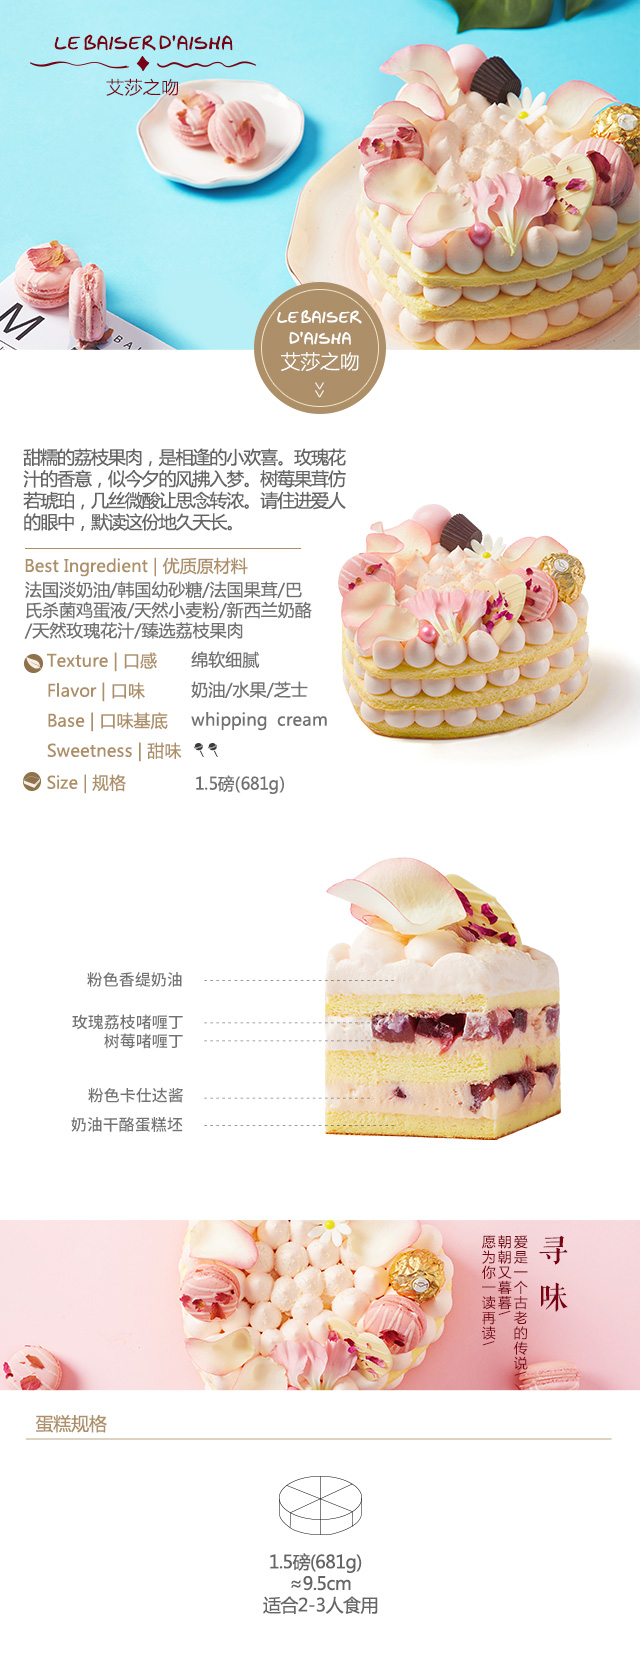 LE BAISER D'AISHA
艾莎之吻
M
BA
LE BAISER
D'AISHA
艾莎之吻
甜糯的荔枝果肉，是相逢的小欢喜。玫瑰花
汁的香意，似今夕的风拂入梦。树莓果茸仿
若琥珀，几丝微酸让思念转浓。请住进爱人
的眼中，默读这份地久天长。
Best Ingredient | 优质原材料
法国淡奶油/韩国幼砂糖/法国果茸/巴
氏杀菌鸡蛋液/天然小麦粉/新西兰奶酪
/天然玫瑰花汁/臻选荔枝果肉
Texture | 口感 绵软细腻
Flavor | 口味 奶油/水果/芝士
Base | 口味基底 whipping cream
Sweetness | 甜味
Size | 规格 1.5磅(681g)
粉色香缇奶油
玫瑰荔枝啫喱丁
树莓啫喱丁
粉色卡仕达酱
奶油干酪蛋糕坯
寻味
爱是一个古老的传说/
朝朝又暮暮/
愿为你一读再读/
蛋糕规格
1.5磅(681g)
≈9.5cm
适合2-3人食用